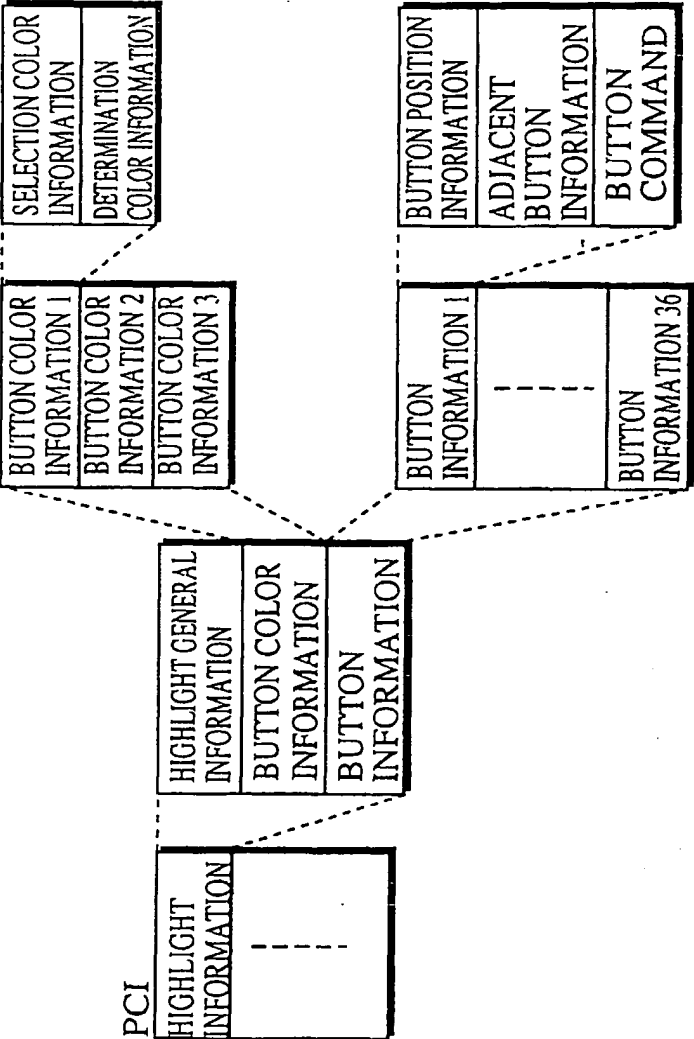 PCI
HIGHLIGHT
INFORMATION
HIGHLIGHT GENERAL
INFORMATION
BUTTON COLOR
INFORMATION
BUTTON
INFORMATION
BUTTON COLOR
INFORMATION 1
BUTTON COLOR
INFORMATION 2
BUTTON COLOR
INFORMATION 3
BUTTON
INFORMATION 1
BUTTON
INFORMATION 36
SELECTION COLOR
INFORMATION
DETERMINATION
COLOR INFORMATION
BUTTON POSITION
INFORMATION
ADJACENT
BUTTON
INFORMATION
BUTTON
COMMAND